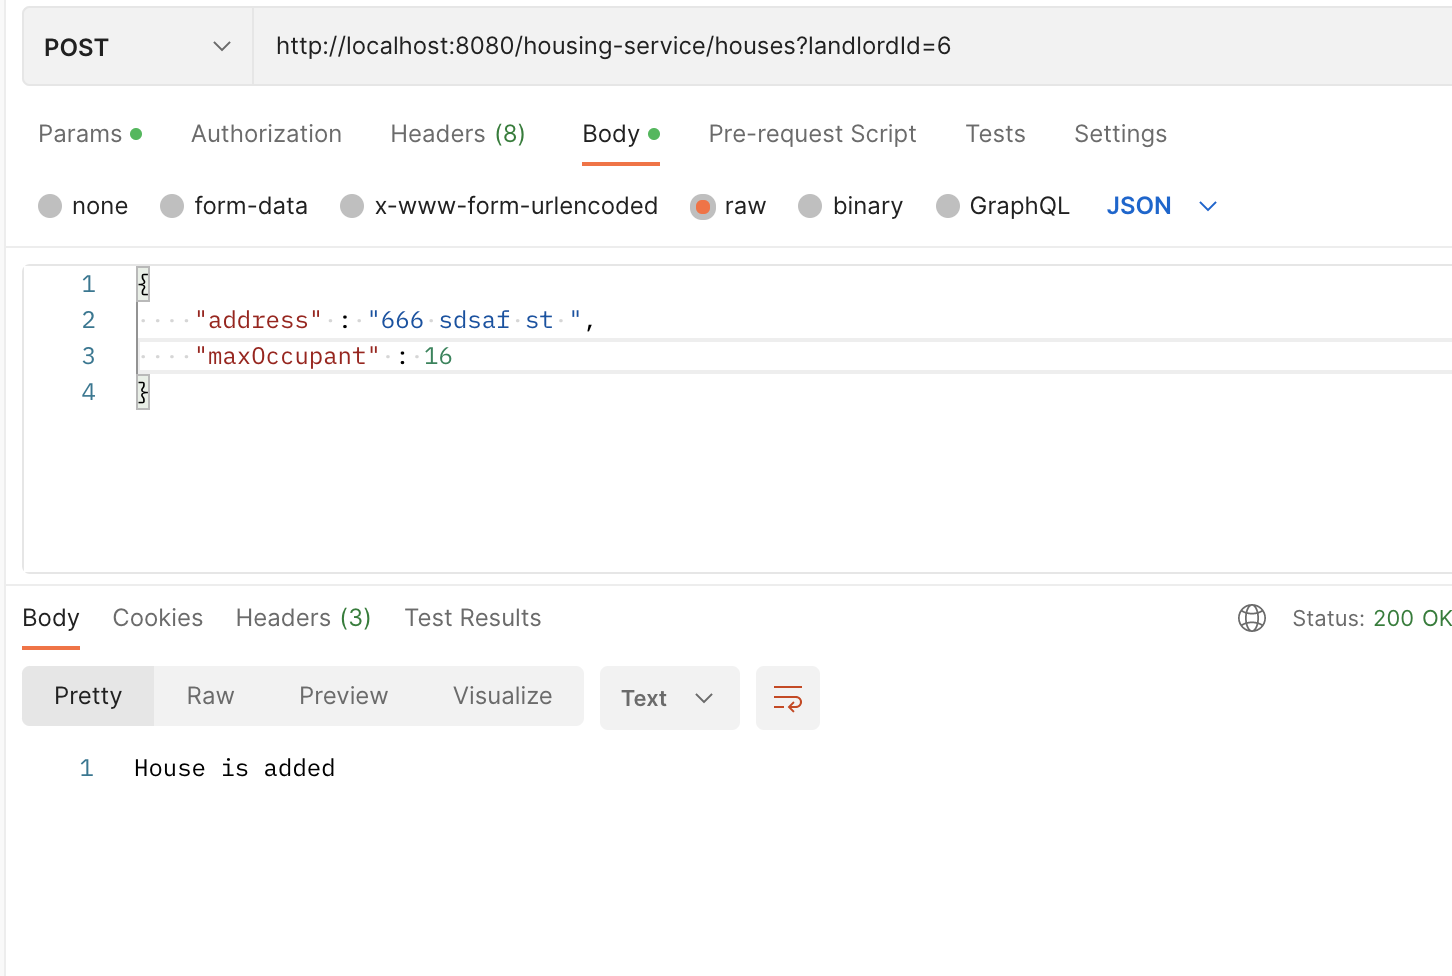 POST http://localhost:8080/housing-service/houses?landlordId=6
Params Authorization Headers (8) Body Pre-request Script Tests Settings
none form-data x-www-form-urlencoded raw binary GraphQL JSON
1 {
2 "address" : "666 sdsaf st ",
3 "maxOccupant" : 16
4 }
Body Cookies Headers (3) Test Results Status: 200 OK
Pretty Raw Preview Visualize Text
1 House is added